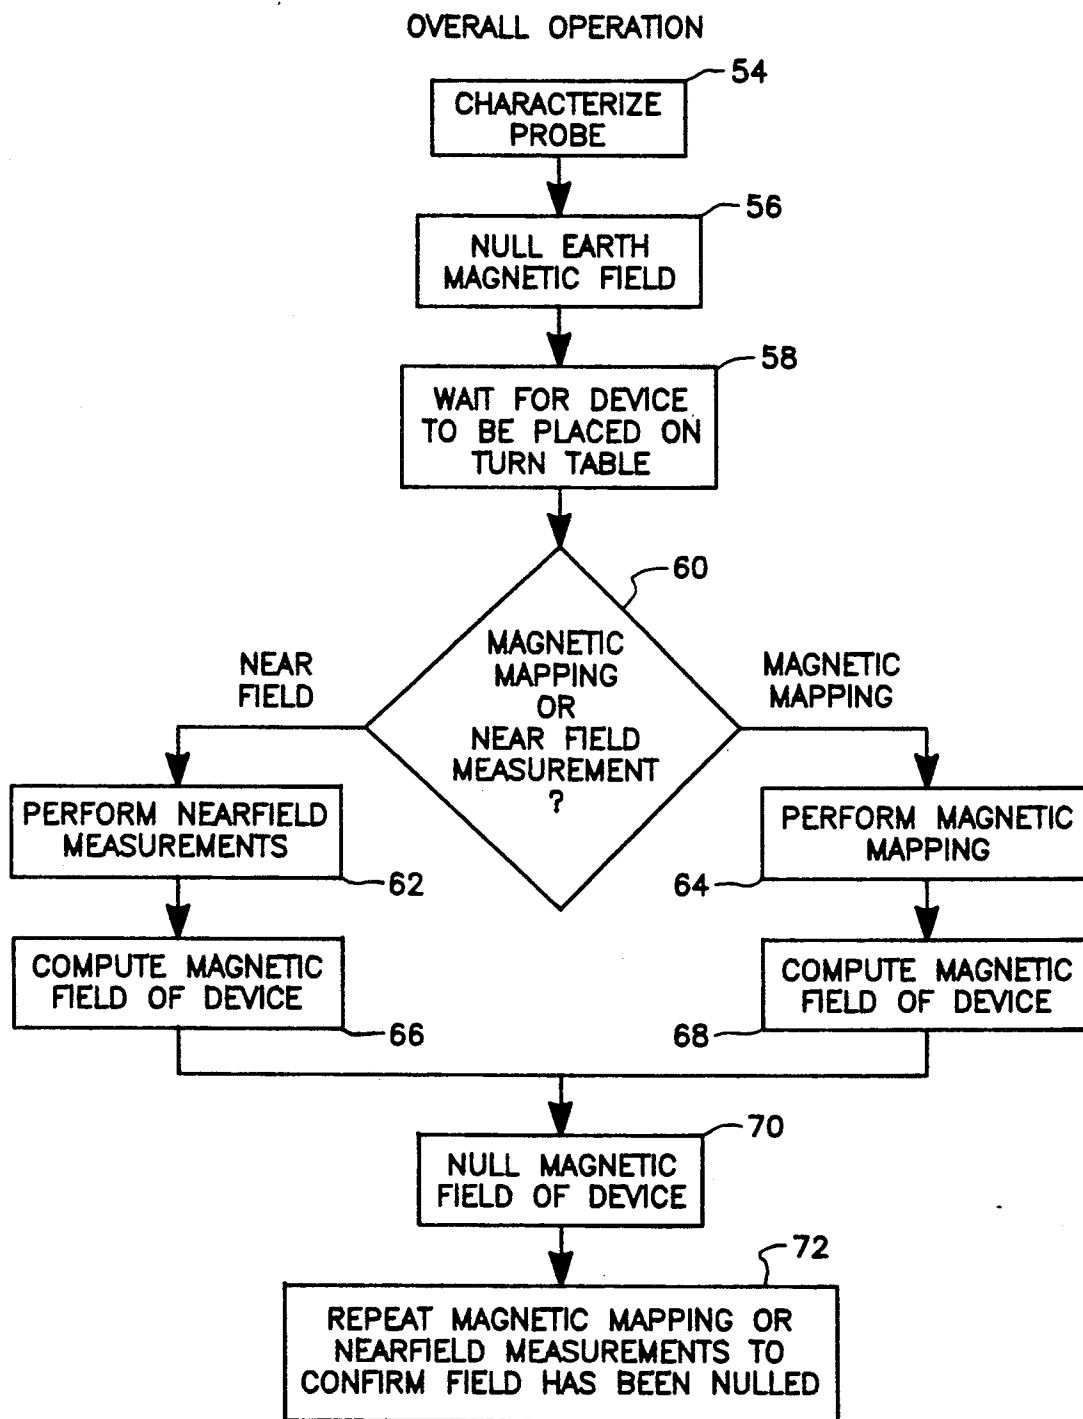 OVERALL OPERATION
54
CHARACTERIZE
PROBE
56
NULL EARTH
MAGNETIC FIELD
58
WAIT FOR DEVICE
TO BE PLACED ON
TURN TABLE
60
MAGNETIC
MAPPING
OR
NEAR FIELD
MEASUREMENT
?
NEAR
FIELD
MAGNETIC
MAPPING
PERFORM NEARFIELD
MEASUREMENTS
62
PERFORM MAGNETIC
MAPPING
64
COMPUTE MAGNETIC
FIELD OF DEVICE
66
COMPUTE MAGNETIC
FIELD OF DEVICE
68
70
NULL MAGNETIC
FIELD OF DEVICE
72
REPEAT MAGNETIC MAPPING OR
NEARFIELD MEASUREMENTS TO
CONFIRM FIELD HAS BEEN NULLED